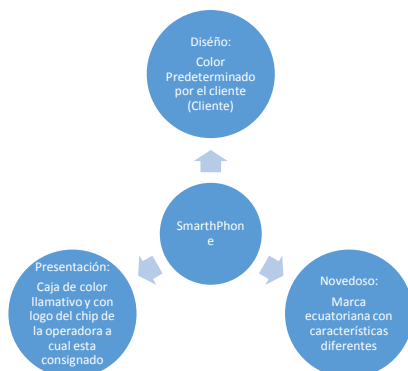 Diséño:
Color
Predeterminado
por el cliente
(Cliente)
SmarthPhon
e
Presentación:
Caja de color
llamativo y con
logo del chip de
la operadora a
cual esta
consignado
Novedoso:
Marca
ecuatoriana con
características
diferentes